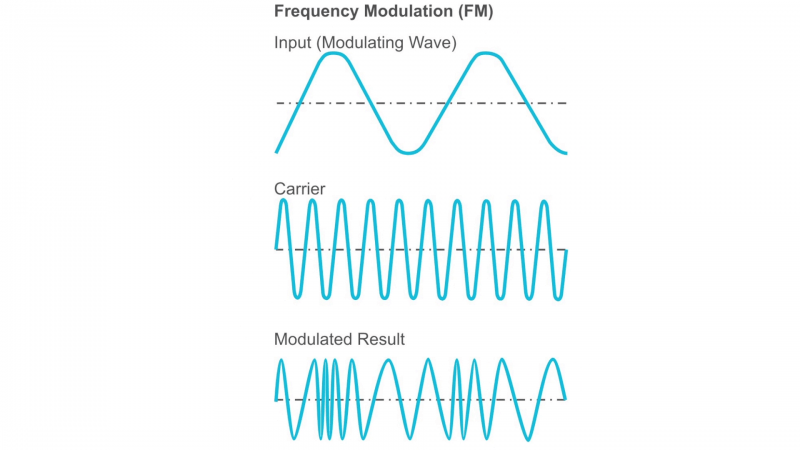 Frequency Modulation (FM)
Input (Modulating Wave)
Carrier
Modulated Result